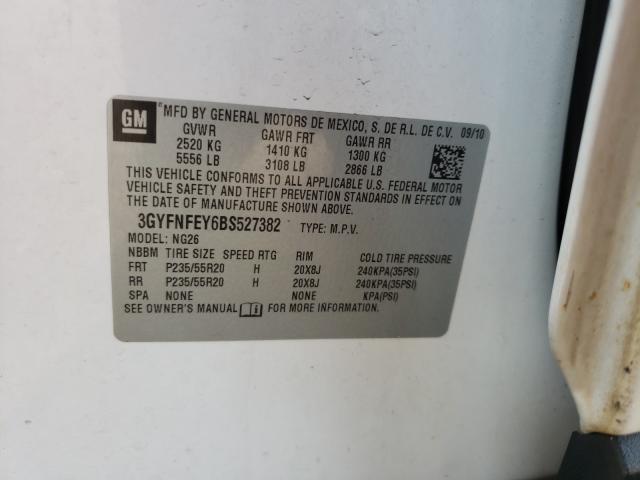 GM
MFD BY GENERAL MOTORS DE MEXICO, S. DE R.L. DE C.V. 09/10
GVWR GAWR FRT GAWR RR
2520 KG 1410 KG 1300 KG
5556 LB 3108 LB 2866 LB
THIS VEHICLE CONFORMS TO ALL APPLICABLE U.S. FEDERAL MOTOR
VEHICLE SAFETY AND THEFT PREVENTION STANDARDS IN EFFECT ON
THE DATE OF MANUFACTURE SHOWN ABOVE.
3GYFNFEY6BS527382 TYPE: M.P.V.
MODEL: NG26
NBBM TIRE SIZE SPEED RTG RIM COLD TIRE PRESSURE
FRT P235/55R20 H 20X8J 240KPA(35PSI)
RR P235/55R20 H 20X8J 240KPA(35PSI)
SPA NONE NONE KPA(PSI)
SEE OWNER'S MANUAL FOR MORE INFORMATION.